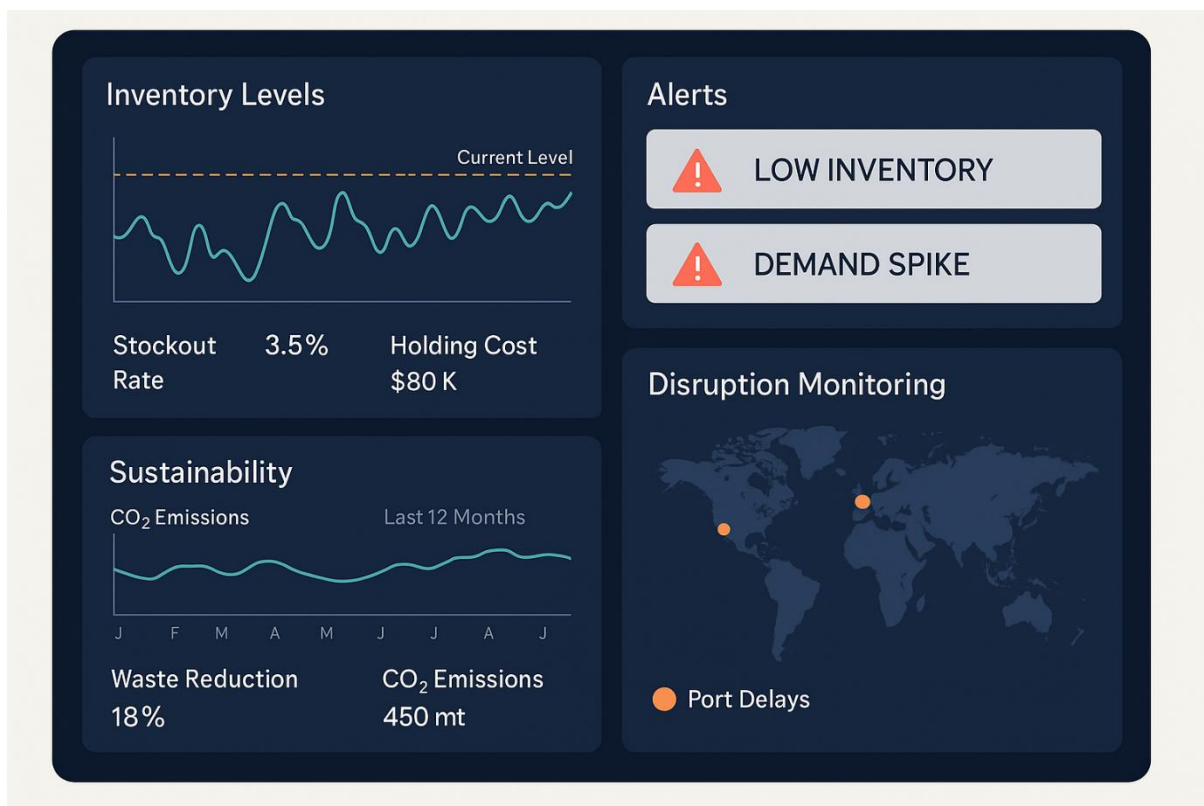 Inventory Levels
Current Level
Stockout Rate 3.5%
Holding Cost
$80 K
Alerts
LOW INVENTORY
DEMAND SPIKE
Sustainability
CO₂ Emissions
Last 12 Months
J F M A M J J A J
Waste Reduction
18%
CO₂ Emissions
450 mt
Disruption Monitoring
Port Delays